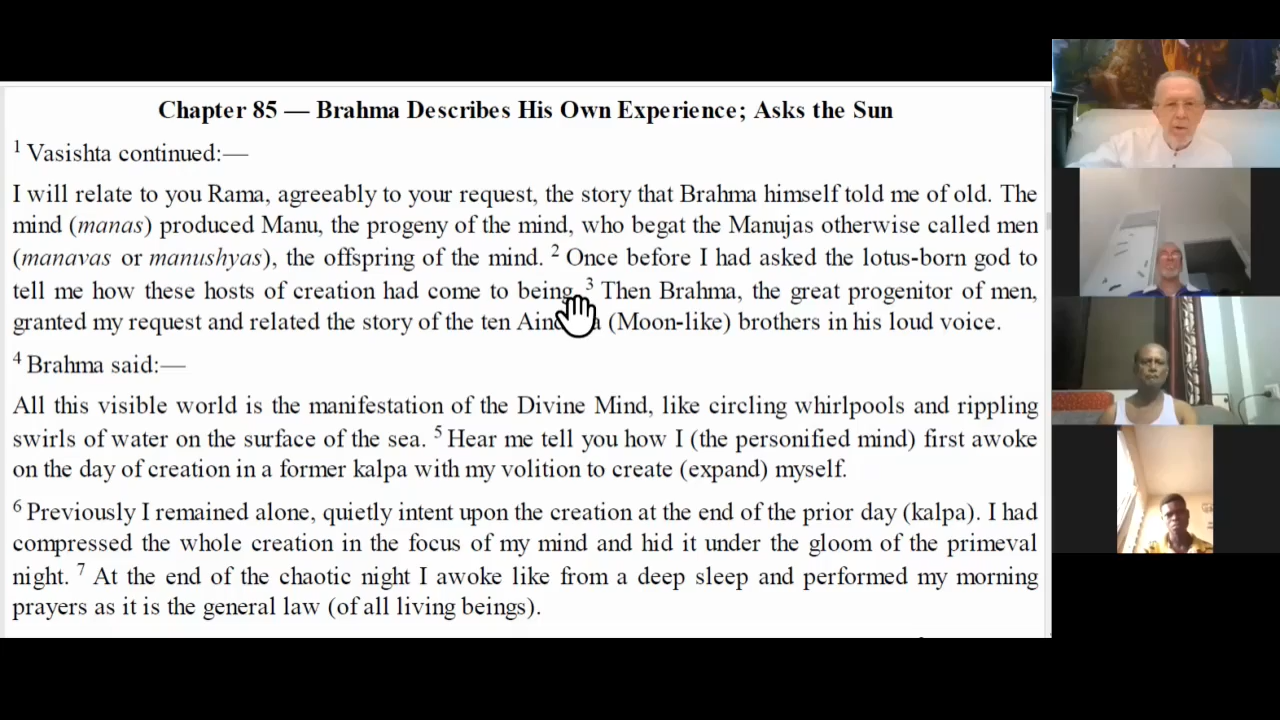 Chapter 85 — Brahma Describes His Own Experience; Asks the Sun
1 Vasishta continued:—
I will relate to you Rama, agreeably to your request, the story that Brahma himself told me of old. The
mind (manas) produced Manu, the progeny of the mind, who begat the Manujas otherwise called men
(manavas or manushyas), the offspring of the mind. 2 Once before I had asked the lotus-born god to
tell me how these hosts of creation had come to being. 3 Then Brahma, the great progenitor of men,
granted my request and related the story of the ten (Moon-like) brothers in his loud voice.
4 Brahma said:—
All this visible world is the manifestation of the Divine Mind, like circling whirlpools and rippling
swirls of water on the surface of the sea. 5 Hear me tell you how I (the personified mind) first awoke
on the day of creation in a former kalpa with my volition to create (expand) myself.
6 Previously I remained alone, quietly intent upon the creation at the end of the prior day (kalpa). I had
compressed the whole creation in the focus of my mind and hid it under the gloom of the primeval
night. 7 At the end of the chaotic night I awoke like from a deep sleep and performed my morning
prayers as it is the general law (of all living beings).